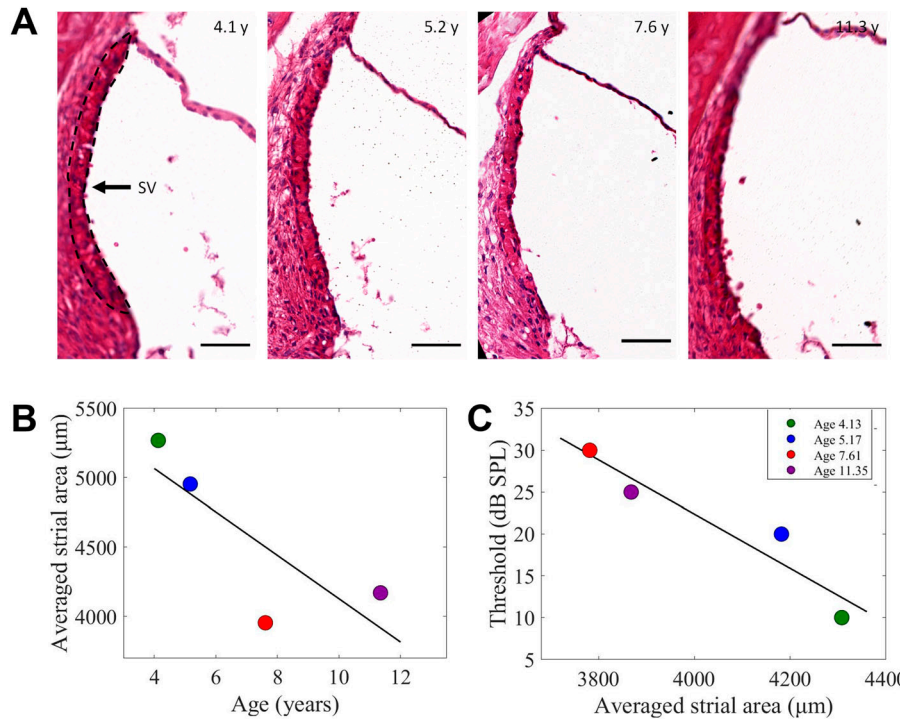 A
4.1 y
5.2 y
7.6 y
11.3 y
SV
B
5500
5000
4500
4000
Averaged strial area (μm)
4
6
8
10
12
Age (years)
C
35
30
25
20
15
10
5
Threshold (dB SPL)
Age 4.13
Age 5.17
Age 7.61
Age 11.35
3800
4000
4200
4400
Averaged strial area (μm)